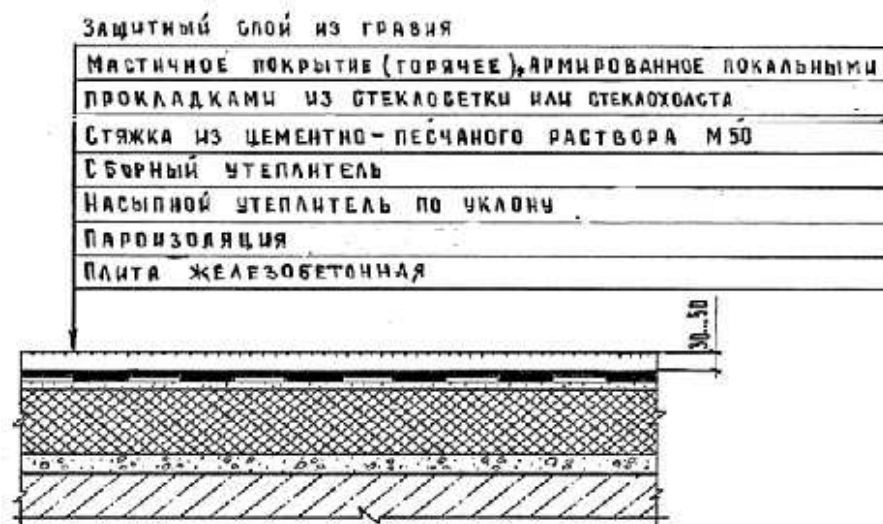 Защитный слой из гравия
Мастичное покрытие (горячее), армированное локальными
прокладками из стеклосетки или стеклохолста
Стяжка из цементно-песчаного раствора М50
Сборный утеплитель
Насыпной утеплитель по уклону
Пароизоляция
Плита железобетонная
30...50